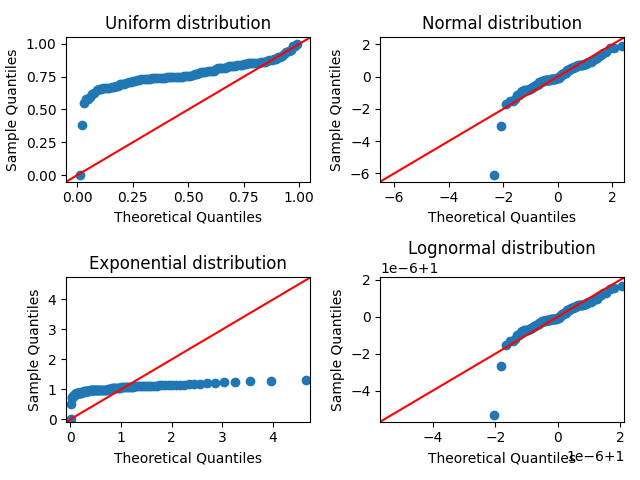 Uniform distribution
1.00
0.75
0.50
0.25
0.00
Sample Quantiles
0.00 0.25 0.50 0.75 1.00
Theoretical Quantiles
Normal distribution
2
0
−2
−4
−6
Sample Quantiles
−6 −4 −2 0 2
Theoretical Quantiles
Exponential distribution
4
3
2
1
0
Sample Quantiles
0 1 2 3 4
Theoretical Quantiles
Lognormal distribution
1e−6+1
2
0
−2
−4
Sample Quantiles
−4 −2 0 2
Theoretical Quantiles
1e−6+1